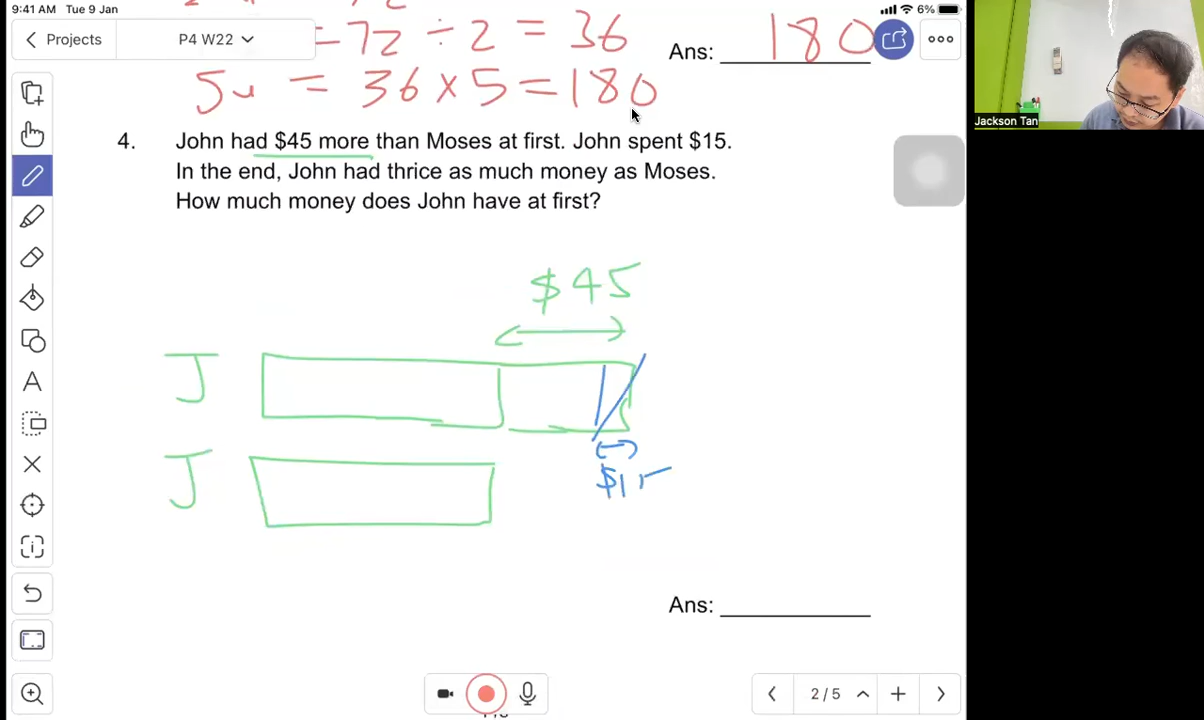 9:41 AM Tue 9 Jan
6%
Projects
P4 W22
= 72 ÷ 2 = 36
Ans: 180
5u = 36 × 5 = 180
Jackson Tan
4. John had $45 more than Moses at first. John spent $15.
In the end, John had thrice as much money as Moses.
How much money does John have at first?
$45
J
J
$15
A
Ans:
2 / 5